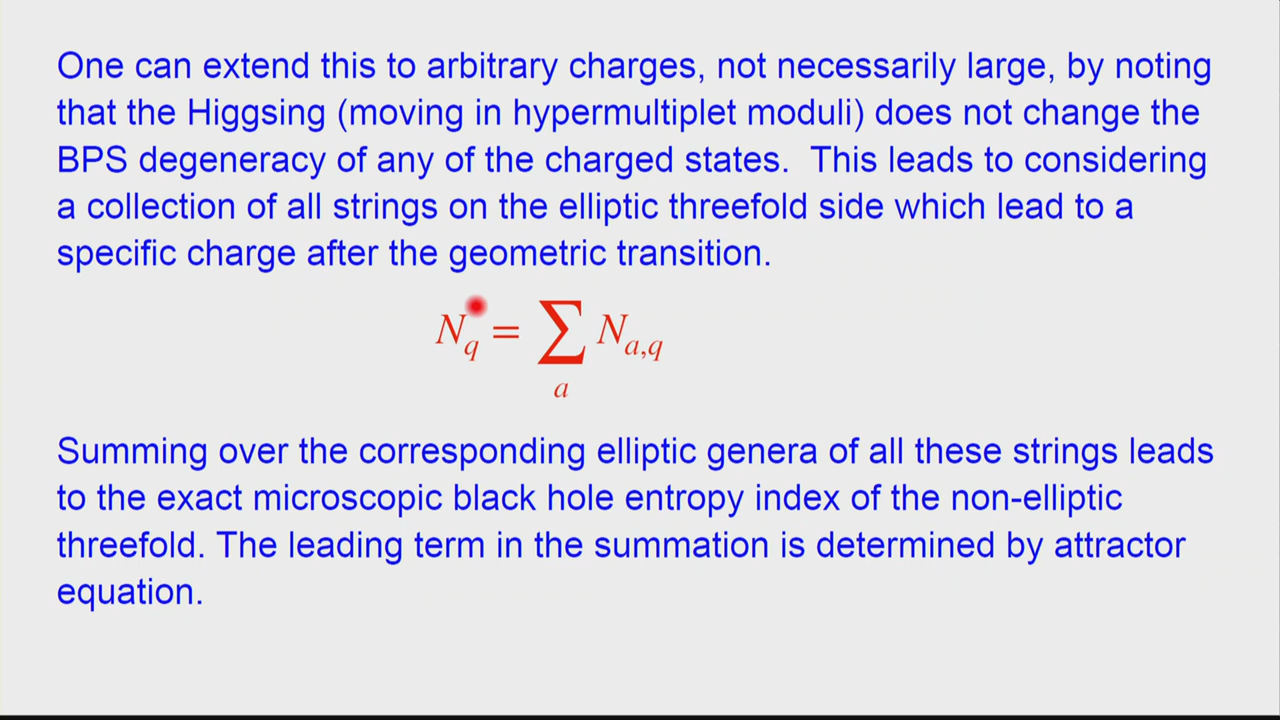 One can extend this to arbitrary charges, not necessarily large, by noting
that the Higgsing (moving in hypermultiplet moduli) does not change the
BPS degeneracy of any of the charged states.  This leads to considering
a collection of all strings on the elliptic threefold side which lead to a
specific charge after the geometric transition.
N_q = \sum_a N_{a,q}
Summing over the corresponding elliptic genera of all these strings leads
to the exact microscopic black hole entropy index of the non-elliptic
threefold. The leading term in the summation is determined by attractor
equation.